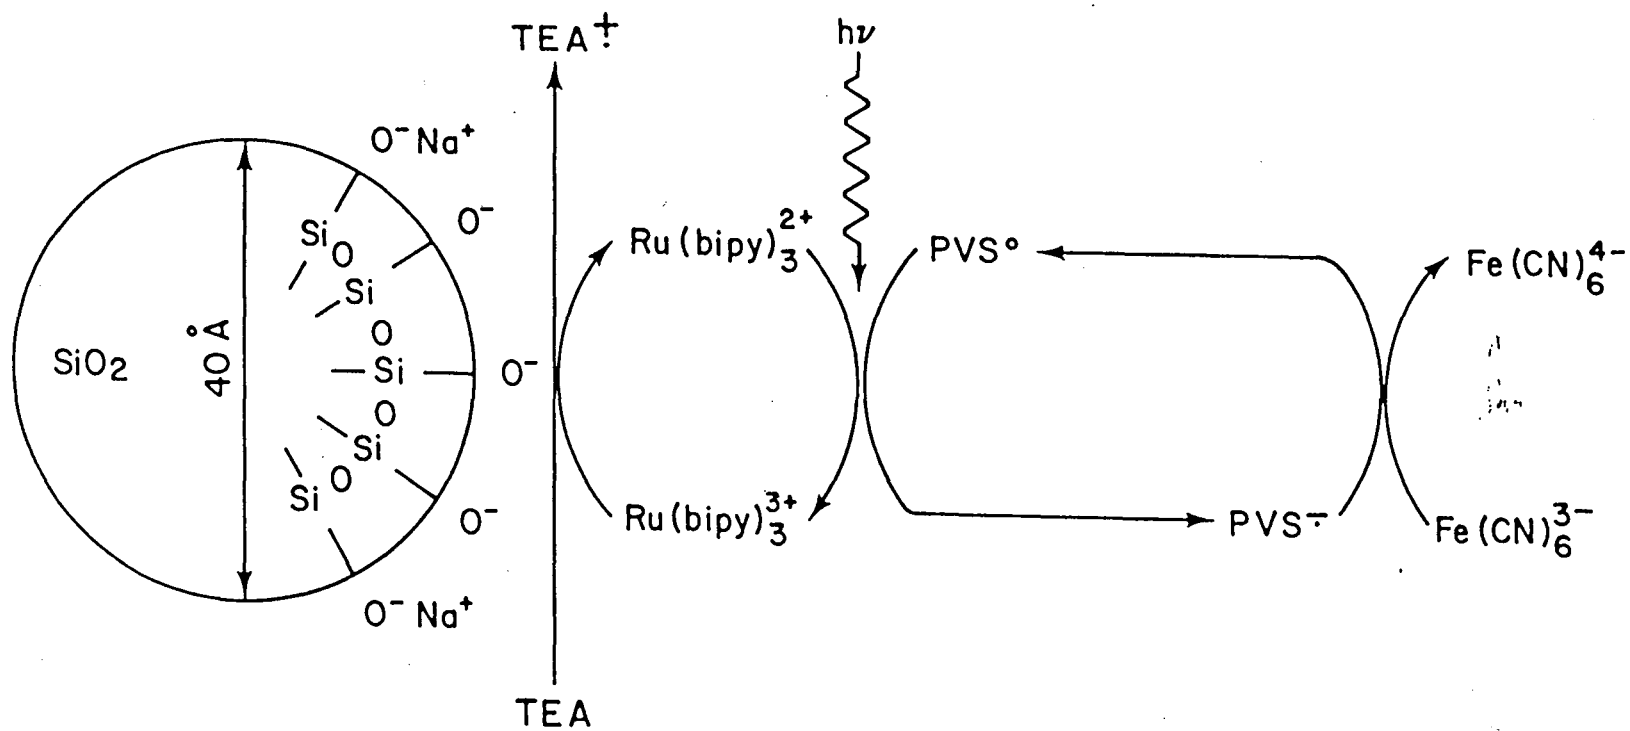 TEA⁺·
hν
O⁻Na⁺
O⁻
Si
O
Ru(bipy)₃²⁺
PVS°
Fe(CN)₆⁴⁻
Si
O
SiO₂
40 Å
Si
O⁻
O
Si
O
Si
O⁻
Ru(bipy)₃³⁺
PVS⁻·
Fe(CN)₆³⁻
O⁻Na⁺
TEA